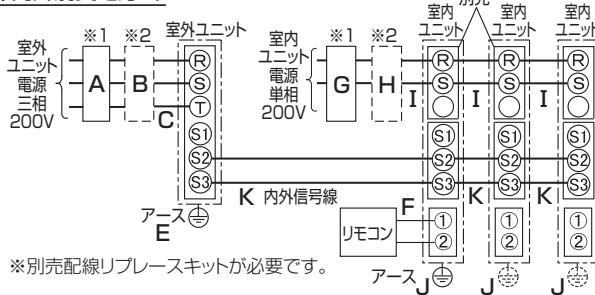 別売
室外
ユニット
電源
三相
200V
※1
※2
A
B
C
室外ユニット
R
S
T
S1
S2
S3
アース
E
室内
ユニット
電源
単相
200V
※1
※2
G
H
I
室内
ユニット
R
S
S1
S2
S3
1
2
I
室内
ユニット
R
S
S1
S2
S3
1
2
I
室内
ユニット
R
S
S1
S2
S3
1
2
K 内外信号線
K
K
F
リモコン
アース
J
J
J
※別売配線リプレースキットが必要です。